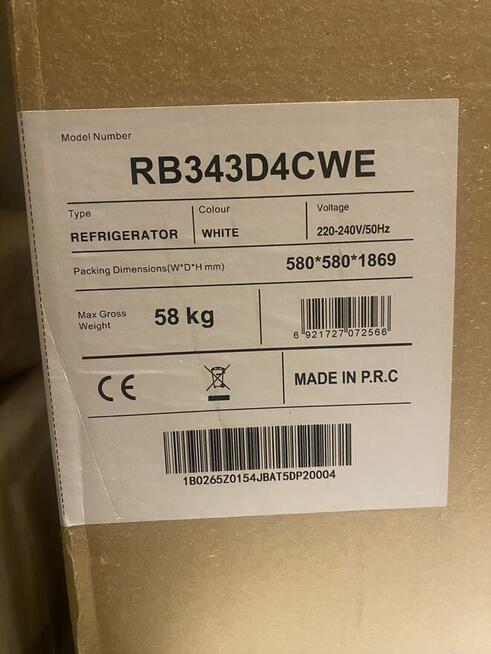 Model Number
RB343D4CWE
Type
Colour
Voltage
REFRIGERATOR
WHITE
220-240V/50Hz
Packing Dimensions(W*D*H mm)
580*580*1869
Max Gross
Weight
58 kg
6 921727 072566
CE
MADE IN P.R.C
1B0265Z0154JBAT5DP20004